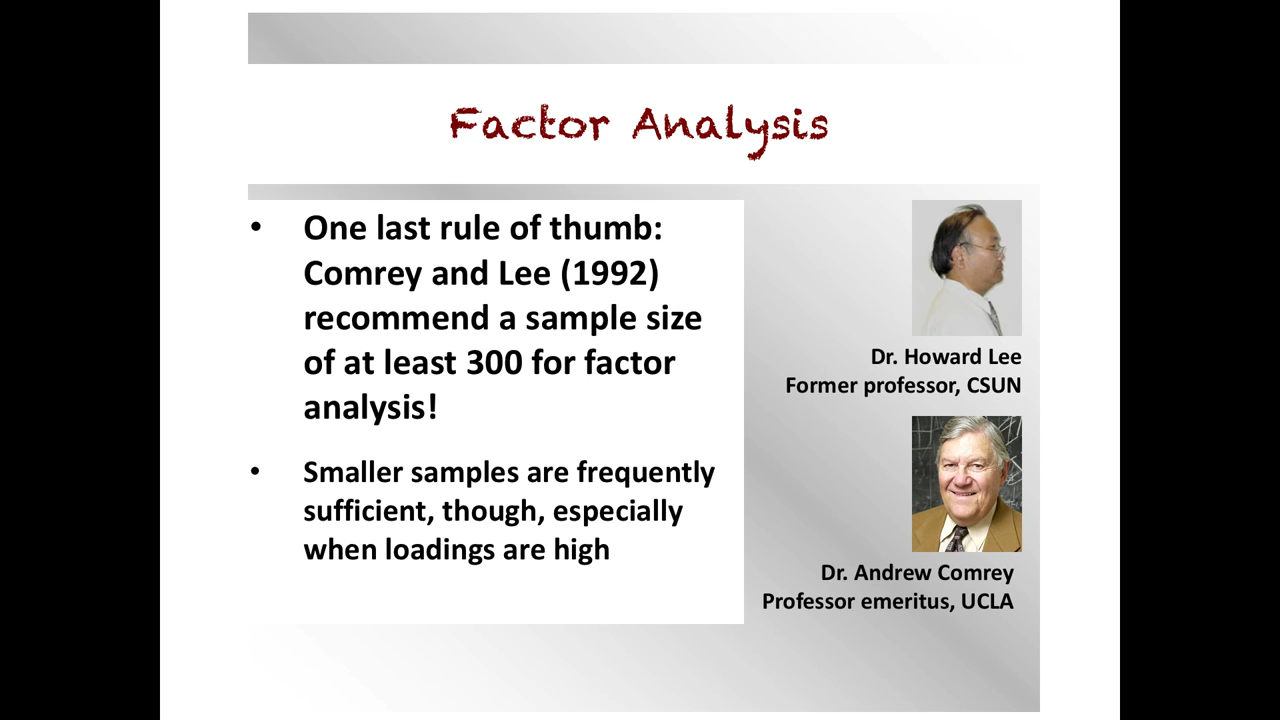 Factor Analysis
• One last rule of thumb:
Comrey and Lee (1992)
recommend a sample size
of at least 300 for factor
analysis!
• Smaller samples are frequently
sufficient, though, especially
when loadings are high
Dr. Howard Lee
Former professor, CSUN
Dr. Andrew Comrey
Professor emeritus, UCLA